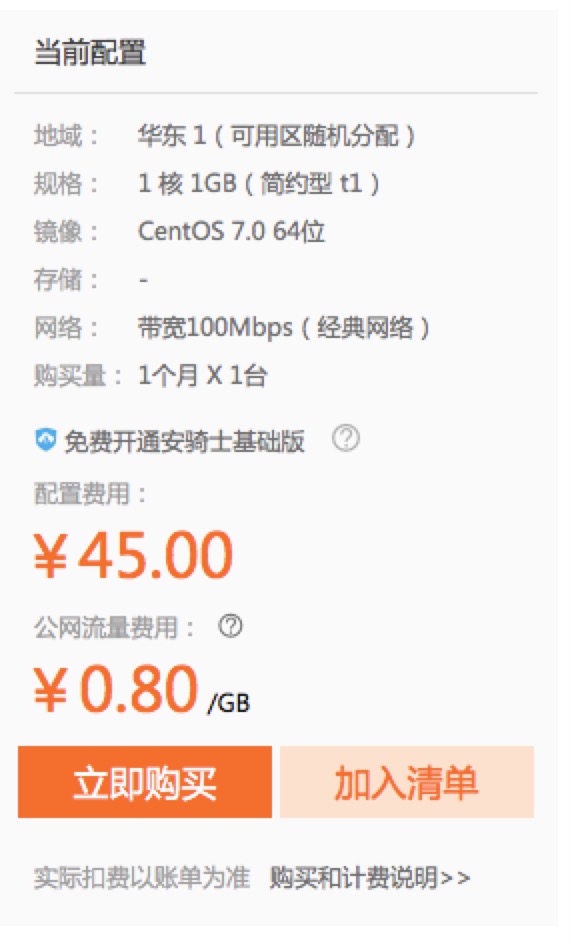 当前配置
地域： 华东 1 ( 可用区随机分配 )
规格： 1 核 1GB ( 简约型 t1 )
镜像： CentOS 7.0 64位
存储： -
网络： 带宽100Mbps ( 经典网络 )
购买量： 1个月 X 1台
免费开通安骑士基础版 ?
配置费用：
¥45.00
公网流量费用： ?
¥0.80 /GB
立即购买 加入清单
实际扣费以账单为准 购买和计费说明>>